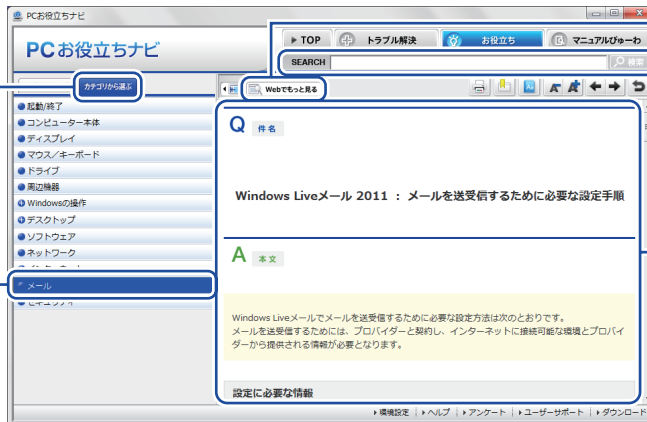 PCお役立ちナビ
PCお役立ちナビ
TOP
トラブル解決
お役立ち
マニュアルびゅーわ
SEARCH
検索
カテゴリから選ぶ
Webでもっと見る
起動/終了
コンピューター本体
ディスプレイ
マウス/キーボード
ドライブ
周辺機器
Windowsの操作
デスクトップ
ソフトウェア
ネットワーク
メール
セキュリティ
Q 件名
Windows Liveメール 2011 : メールを送受信するために必要な設定手順
A 本文
Windows Liveメールでメールを送受信するために必要な設定方法は次のとおりです。
メールを送受信するためには、プロバイダーと契約し、インターネットに接続可能な環境とプロバイ
ダーから提供される情報が必要となります。
設定に必要な情報
環境設定 | ヘルプ | アンケート | ユーザーサポート | ダウンロード